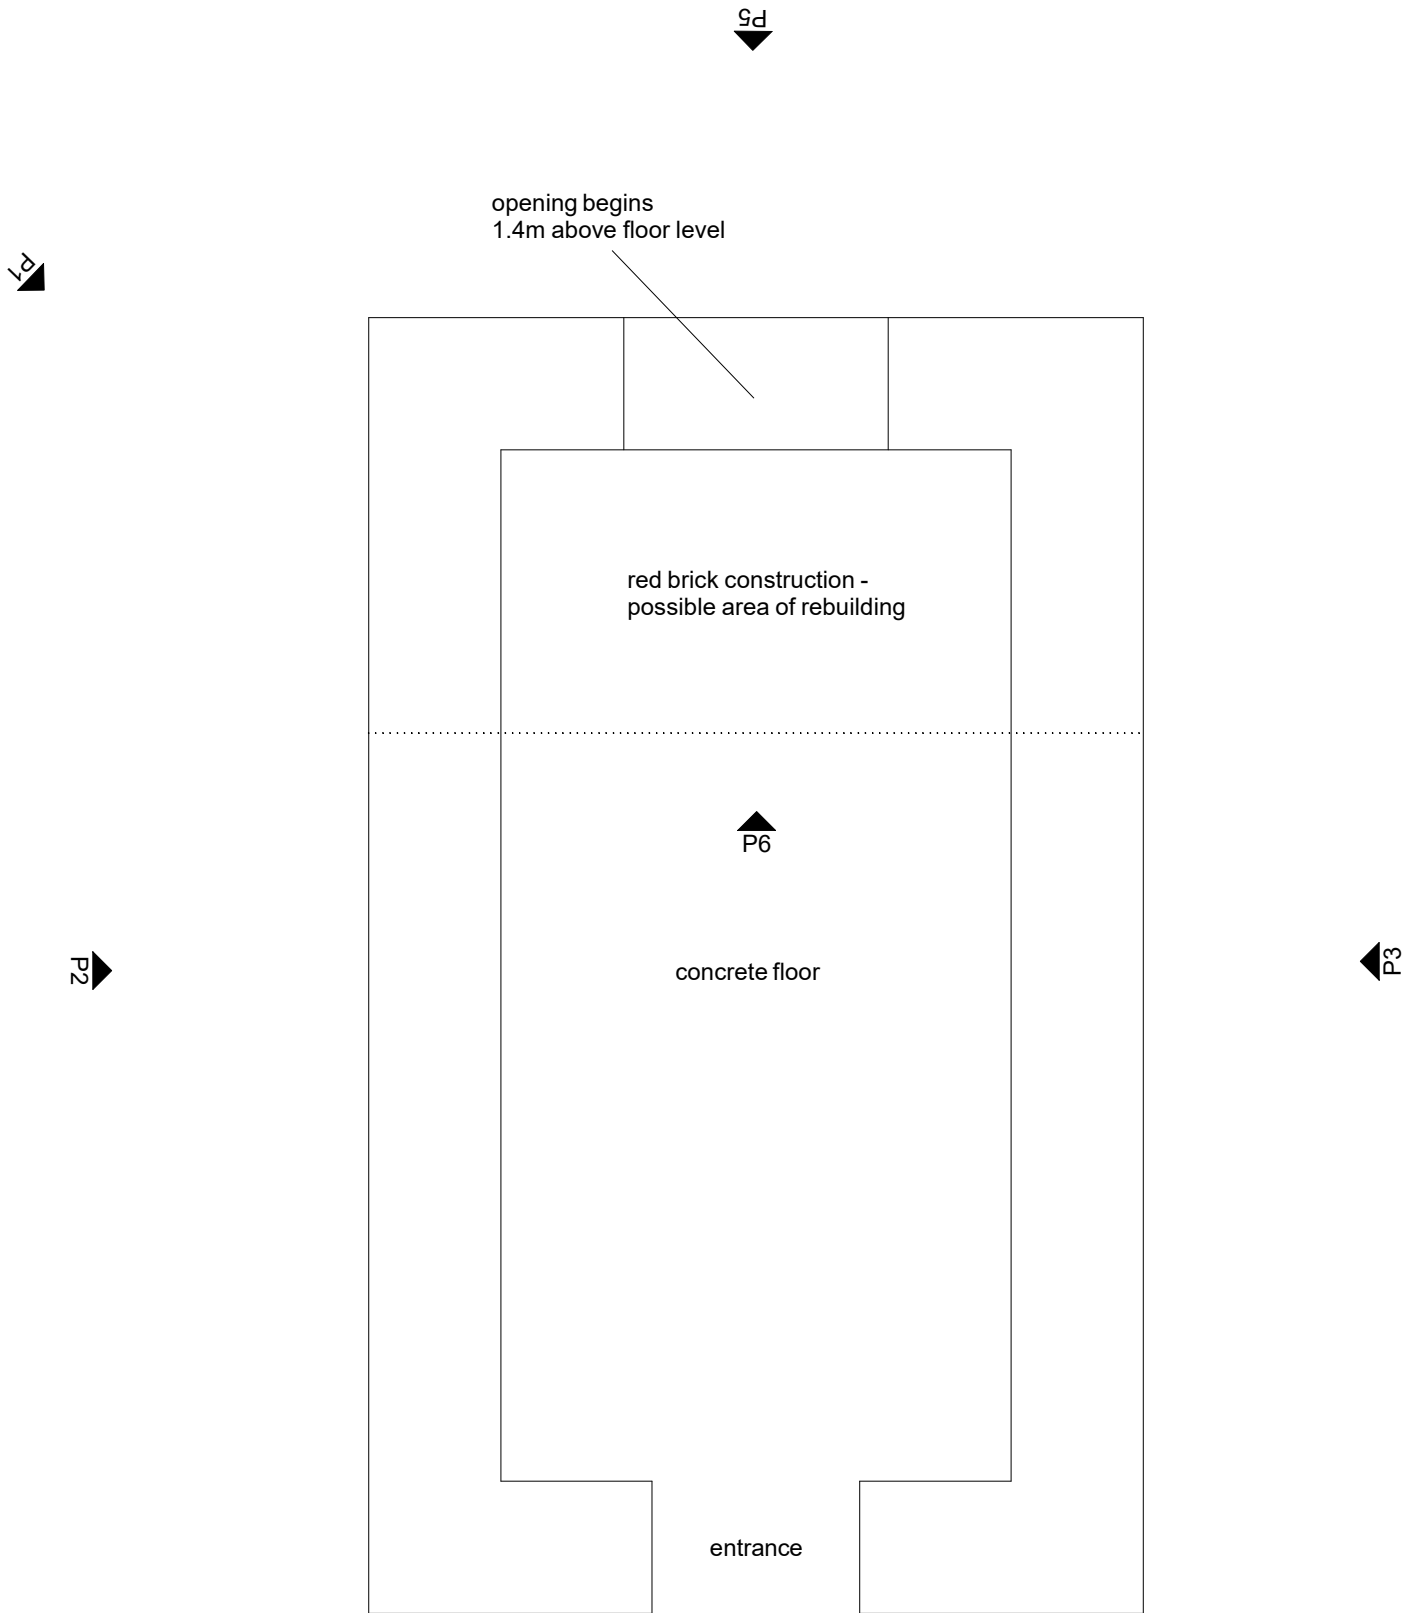 P5
opening begins
1.4m above floor level
P1
red brick construction -
possible area of rebuilding
P6
P2
concrete floor
P3
entrance